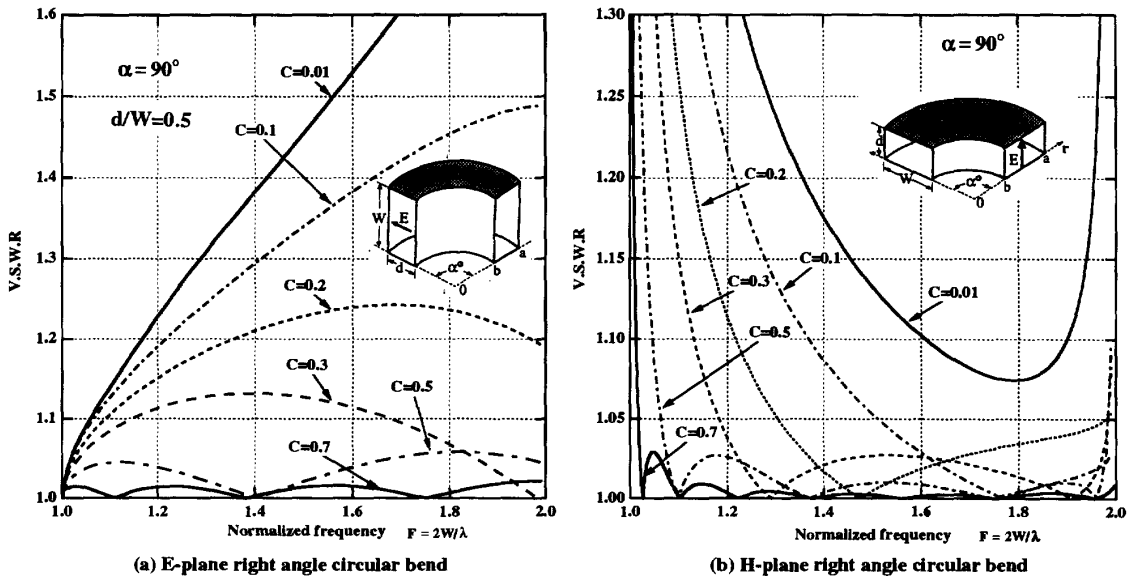 1.6
1.5
1.4
1.3
1.2
1.1
1.0
V.S.W.R
α = 90°
d/W=0.5
C=0.01
C=0.1
C=0.2
C=0.3
C=0.5
C=0.7
W
E
d
α°
b
a
0
1.0 1.2 1.4 1.6 1.8 2.0
Normalized frequency F = 2W/λ
(a) E-plane right angle circular bend
1.30
1.25
1.20
1.15
1.10
1.05
1.00
V.S.W.R
α = 90°
d
W
E
a
r
α°
b
0
C=0.2
C=0.1
C=0.3
C=0.01
C=0.5
C=0.7
1.0 1.2 1.4 1.6 1.8 2.0
Normalized frequency F = 2W/λ
(b) H-plane right angle circular bend